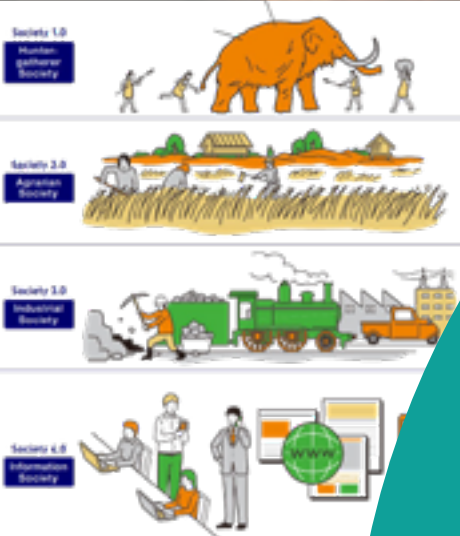 Society 1.0
Hunter-
gatherer
Society
Society 2.0
Agrarian
Society
Society 3.0
Industrial
Society
Society 4.0
Information
Society
www